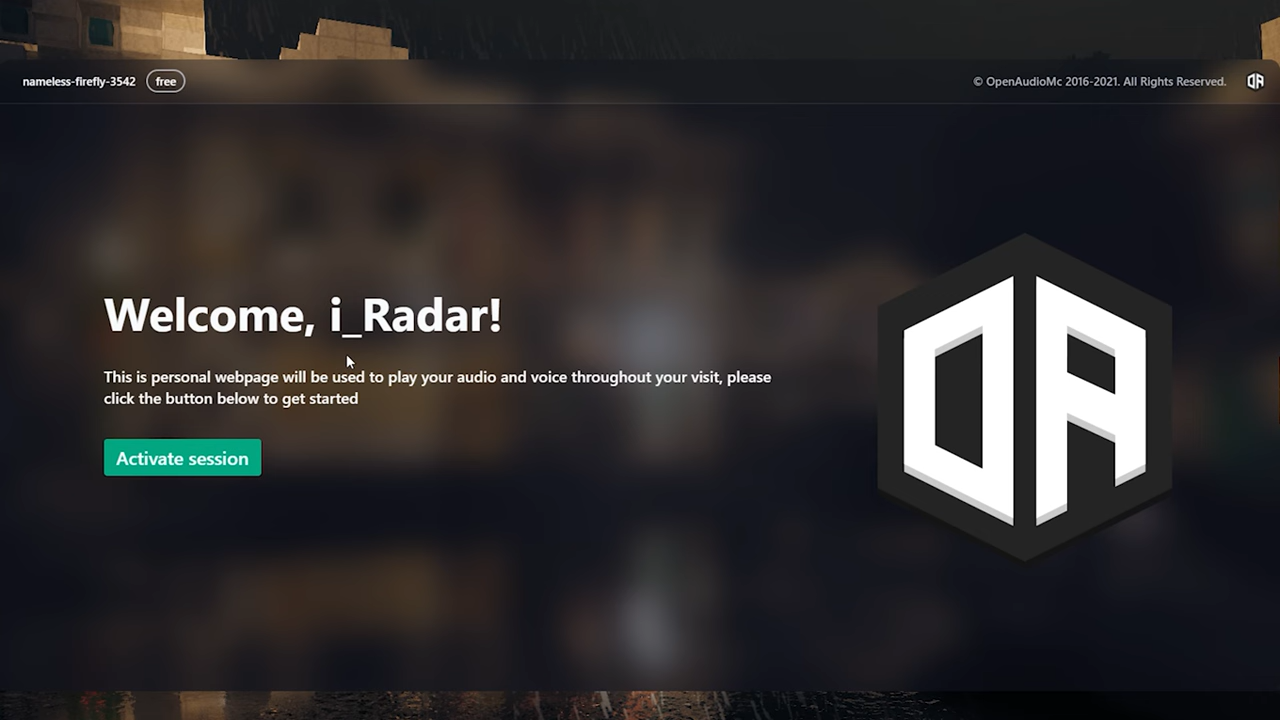 nameless-firefly-3542 free © OpenAudioMc 2016-2021. All Rights Reserved. OA
Welcome, i_Radar!
This is personal webpage will be used to play your audio and voice throughout your visit, please
click the button below to get started
Activate session
OA